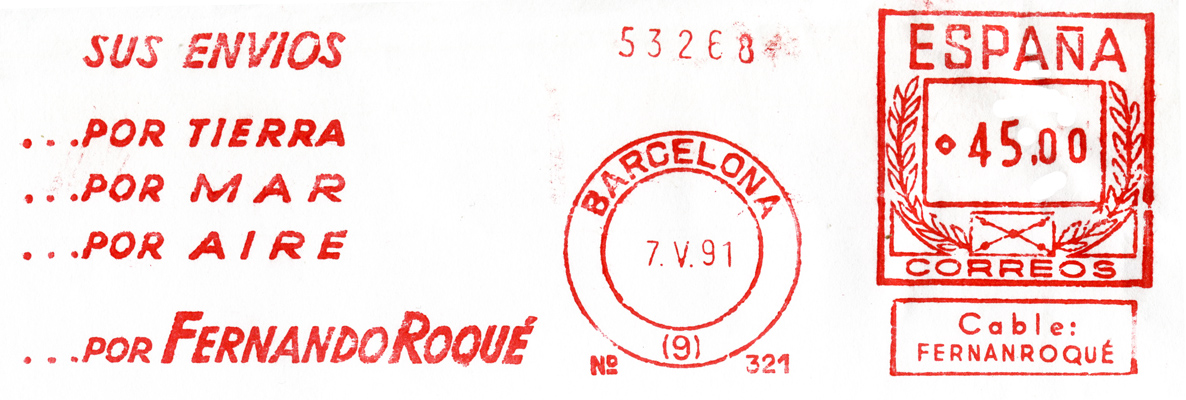 SUS ENVIOS
...POR TIERRA
...POR MAR
...POR AIRE
...POR FERNANDO ROQUÉ
53268
BARCELONA
7.V.91
(9)
Nº 321
ESPAÑA
45,00
CORREOS
Cable:
FERNANROQUÉ